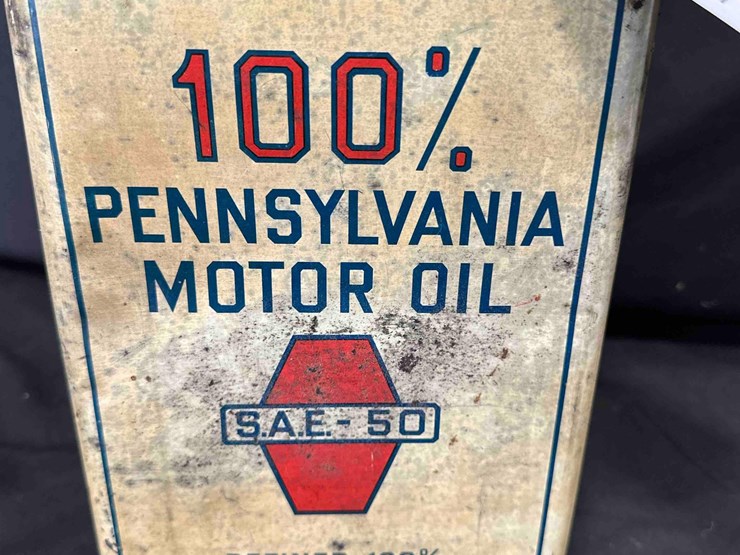 100%
PENNSYLVANIA
MOTOR OIL
S.A.E.- 50